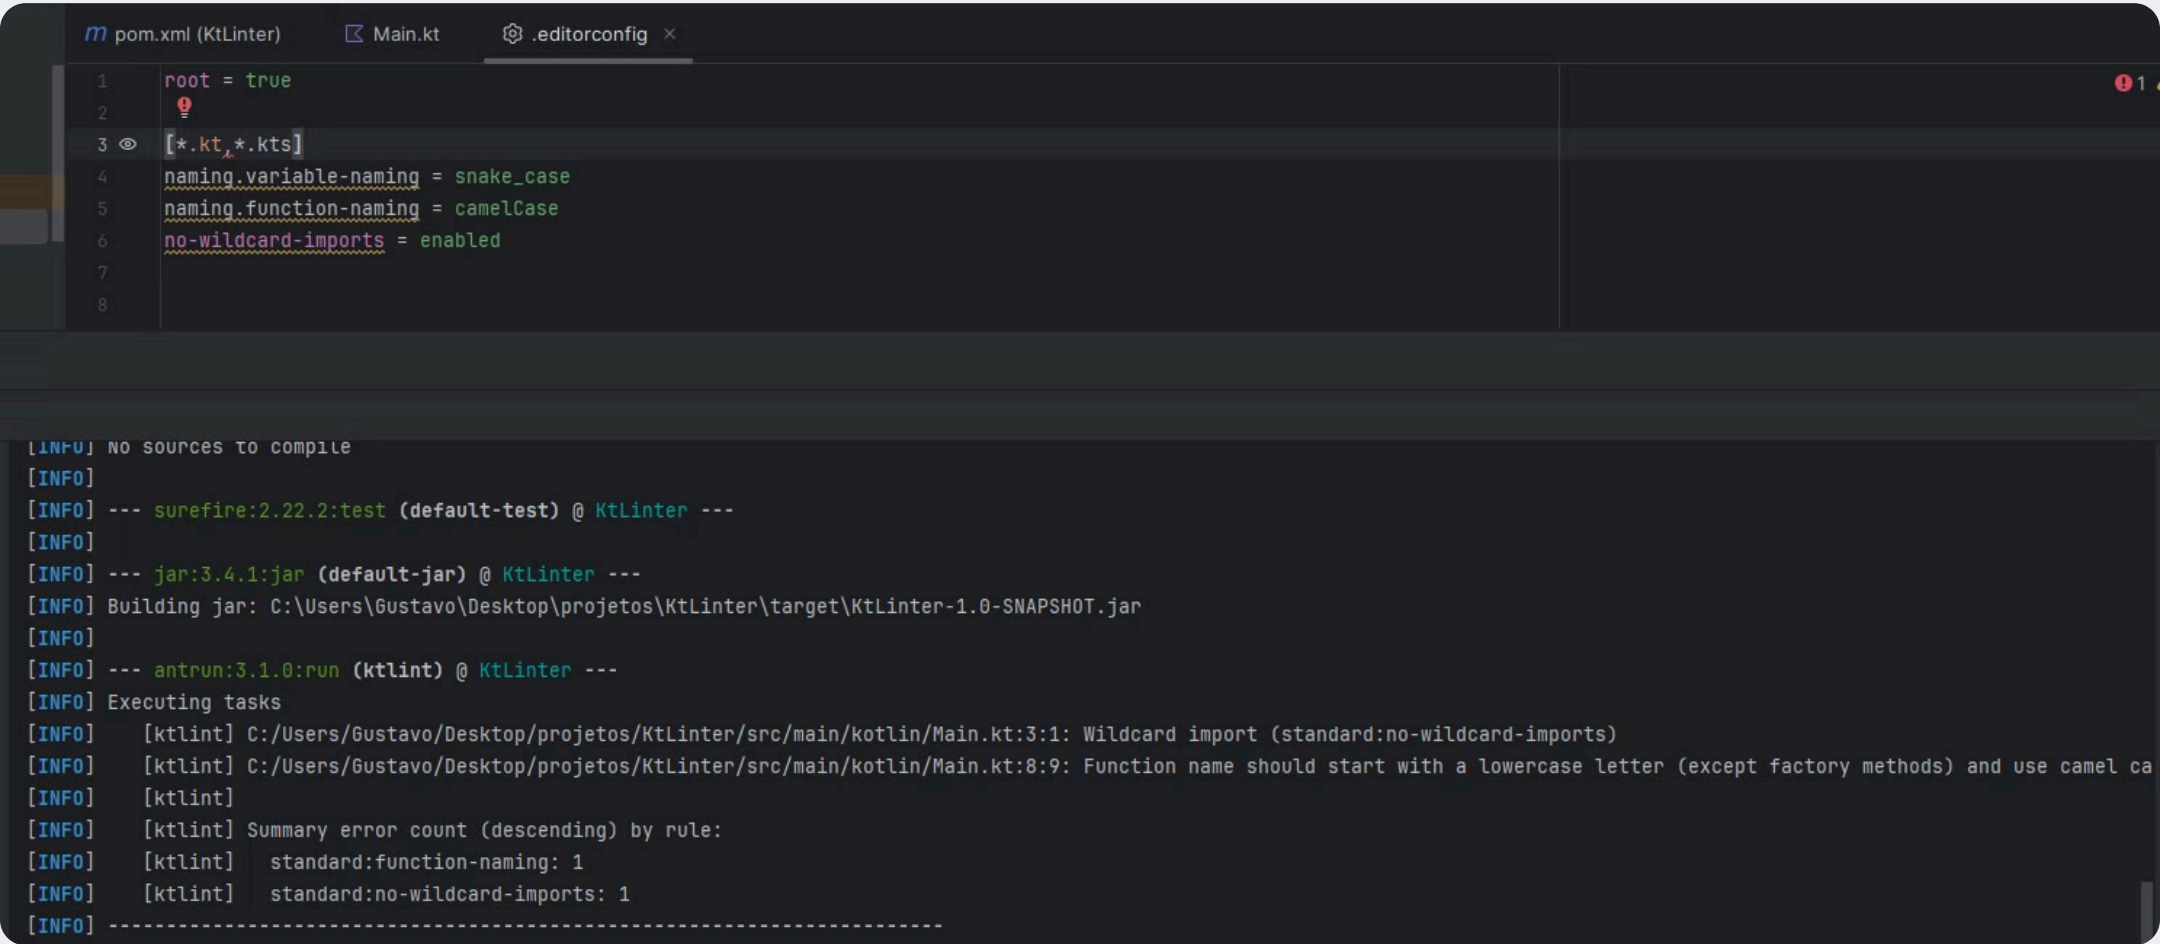 pom.xml (KtLinter) Main.kt .editorconfig
1 root = true
1
2
3 [*.kt,*.kts]
4 naming.variable-naming = snake_case
5 naming.function-naming = camelCase
6 no-wildcard-imports = enabled
7
8
[INFO] No sources to compile
[INFO]
[INFO] --- surefire:2.22.2:test (default-test) @ KtLinter ---
[INFO]
[INFO] --- jar:3.4.1:jar (default-jar) @ KtLinter ---
[INFO] Building jar: C:\Users\Gustavo\Desktop\projetos\KtLinter\target\KtLinter-1.0-SNAPSHOT.jar
[INFO]
[INFO] --- antrun:3.1.0:run (ktlint) @ KtLinter ---
[INFO] Executing tasks
[INFO] [ktlint] C:/Users/Gustavo/Desktop/projetos/KtLinter/src/main/kotlin/Main.kt:3:1: Wildcard import (standard:no-wildcard-imports)
[INFO] [ktlint] C:/Users/Gustavo/Desktop/projetos/KtLinter/src/main/kotlin/Main.kt:8:9: Function name should start with a lowercase letter (except factory methods) and use camel ca
[INFO] [ktlint]
[INFO] [ktlint] Summary error count (descending) by rule:
[INFO] [ktlint] standard:function-naming: 1
[INFO] [ktlint] standard:no-wildcard-imports: 1
[INFO] ------------------------------------------------------------------------